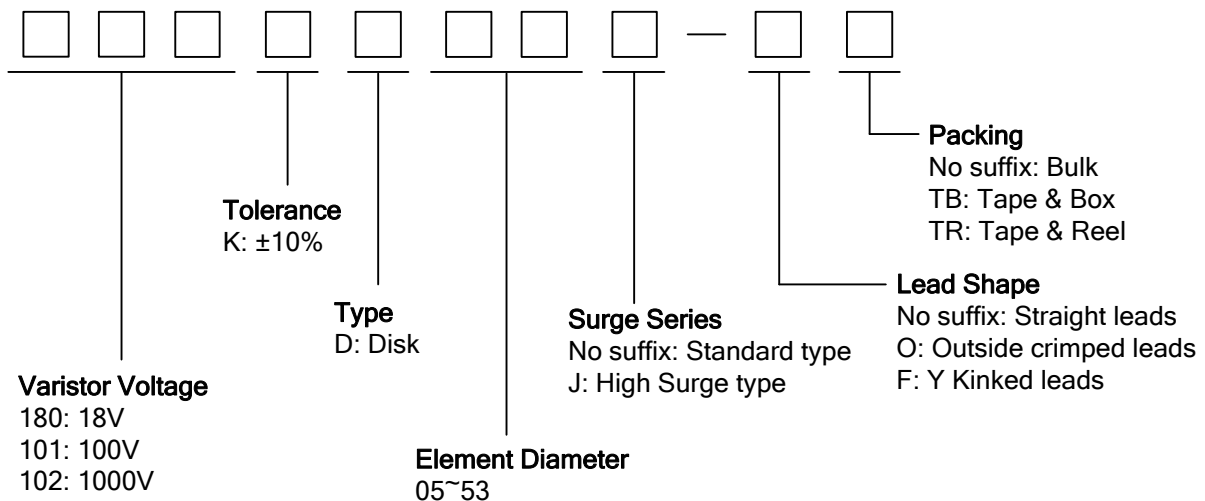 Packing
No suffix: Bulk
TB: Tape & Box
TR: Tape & Reel
Tolerance
K: ±10%
Lead Shape
No suffix: Straight leads
O: Outside crimped leads
F: Y Kinked leads
Type
D: Disk
Surge Series
No suffix: Standard type
J: High Surge type
Varistor Voltage
180: 18V
101: 100V
102: 1000V
Element Diameter
05~53